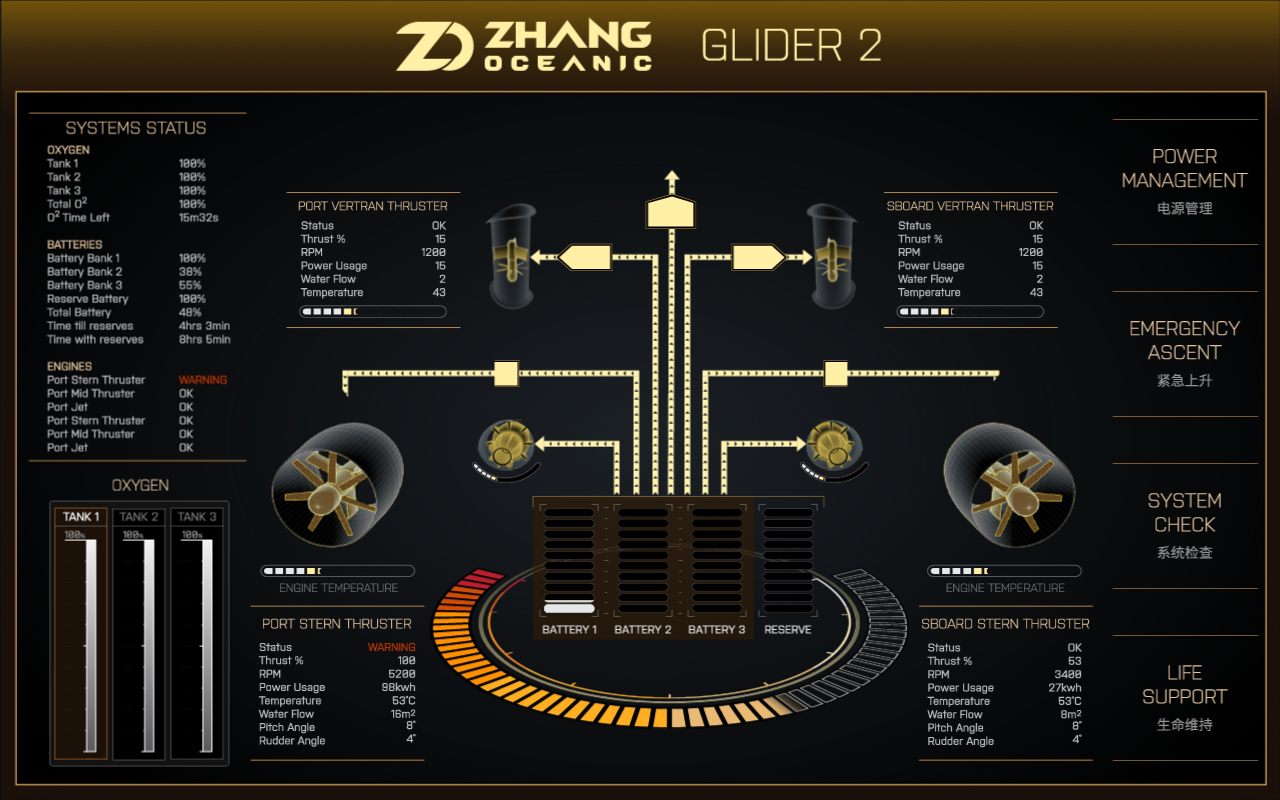 ZHANG
OCEANIC
GLIDER 2
SYSTEMS STATUS
OXYGEN
Tank 1 100%
Tank 2 100%
Tank 3 100%
Total O² 100%
O² Time Left 15m32s
BATTERIES
Battery Bank 1 100%
Battery Bank 2 38%
Battery Bank 3 55%
Reserve Battery 100%
Total Battery 48%
Time till reserves 4hrs 3min
Time with reserves 8hrs 5min
ENGINES
Port Stern Thruster WARNING
Port Mid Thruster OK
Port Jet OK
Port Stern Thruster OK
Port Mid Thruster OK
Port Jet OK
OXYGEN
TANK 1 TANK 2 TANK 3
100% 100% 100%
PORT VERTRAN THRUSTER
Status OK
Thrust % 15
RPM 1200
Power Usage 15
Water Flow 2
Temperature 43
SBOARD VERTRAN THRUSTER
Status OK
Thrust % 15
RPM 1200
Power Usage 15
Water Flow 2
Temperature 43
ENGINE TEMPERATURE
PORT STERN THRUSTER
Status WARNING
Thrust % 100
RPM 5200
Power Usage 98kwh
Temperature 53°C
Water Flow 16m²
Pitch Angle 8°
Rudder Angle 4°
BATTERY 1 BATTERY 2 BATTERY 3 RESERVE
ENGINE TEMPERATURE
SBOARD STERN THRUSTER
Status OK
Thrust % 53
RPM 3400
Power Usage 27kwh
Temperature 53°C
Water Flow 8m²
Pitch Angle 8°
Rudder Angle 4°
POWER
MANAGEMENT
电源管理
EMERGENCY
ASCENT
紧急上升
SYSTEM
CHECK
系统检查
LIFE
SUPPORT
生命维持